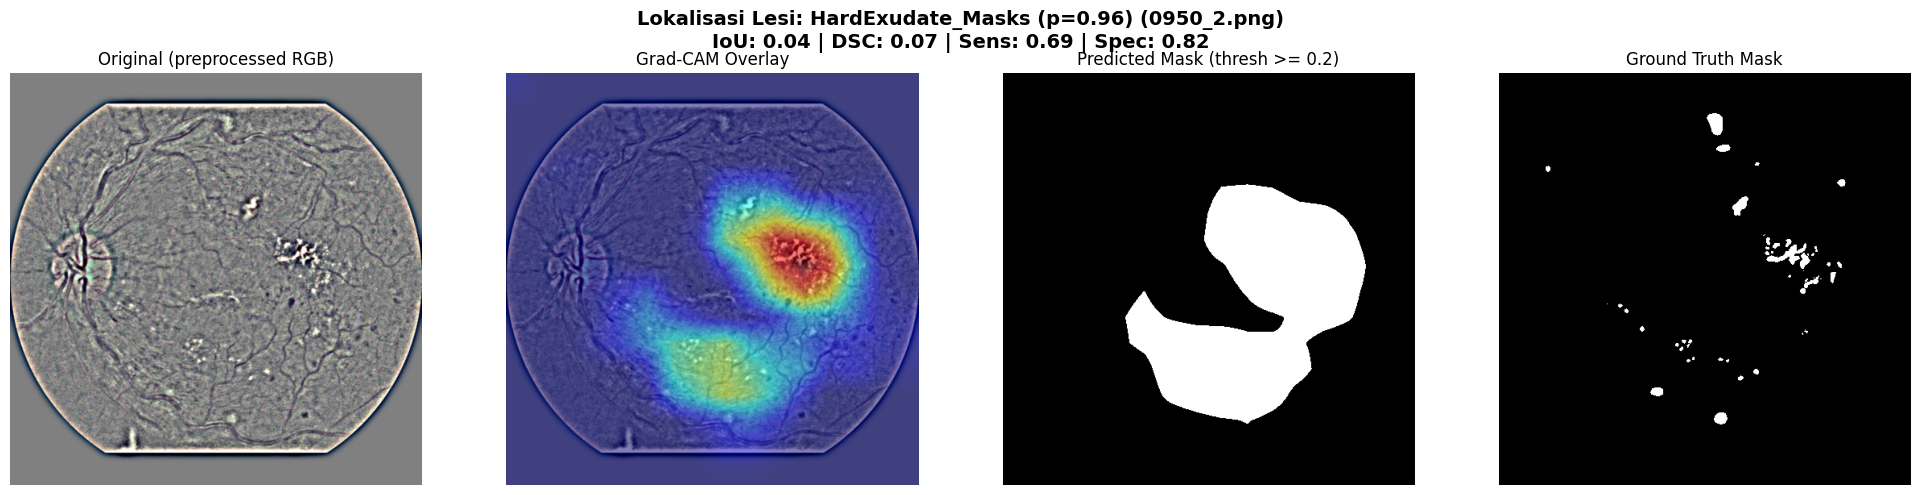 Lokalisasi Lesi: HardExudate_Masks (p=0.96) (0950_2.png)
IoU: 0.04 | DSC: 0.07 | Sens: 0.69 | Spec: 0.82
Original (preprocessed RGB)
Grad-CAM Overlay
Predicted Mask (thresh >= 0.2)
Ground Truth Mask